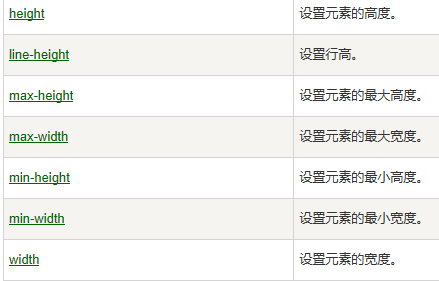 height 设置元素的高度。
line-height 设置行高。
max-height 设置元素的最大高度。
max-width 设置元素的最大宽度。
min-height 设置元素的最小高度。
min-width 设置元素的最小宽度。
width 设置元素的宽度。